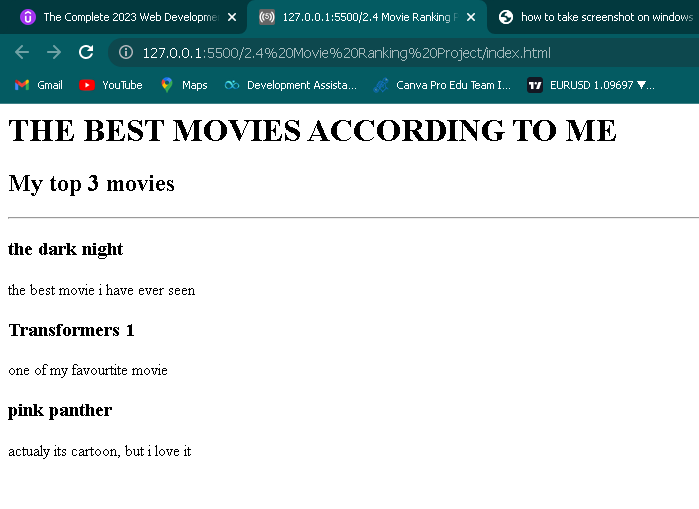 The Complete 2023 Web Developme
127.0.0.1:5500/2.4 Movie Ranking P
how to take screenshot on windows
127.0.0.1:5500/2.4%20Movie%20Ranking%20Project/index.html
Gmail YouTube Maps Development Assista... Canva Pro Edu Team I... EURUSD 1.09697 ▼...
THE BEST MOVIES ACCORDING TO ME
My top 3 movies
the dark night
the best movie i have ever seen
Transformers 1
one of my favourtite movie
pink panther
actualy its cartoon, but i love it